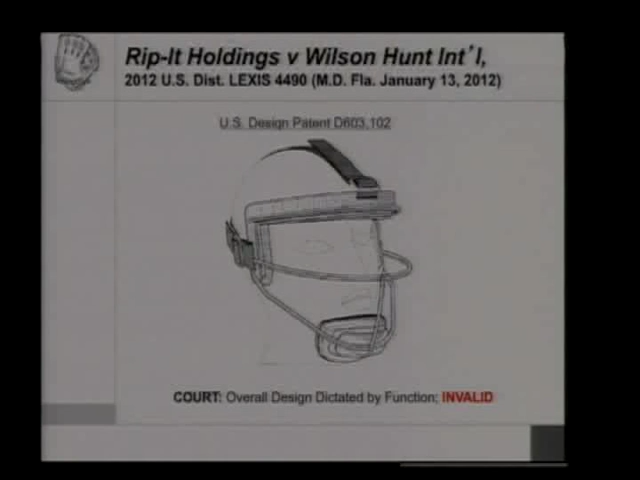 Rip-It Holdings v Wilson Hunt Int'l,
2012 U.S. Dist. LEXIS 4490 (M.D. Fla. January 13, 2012)
U.S. Design Patent D603,102
COURT: Overall Design Dictated by Function; INVALID